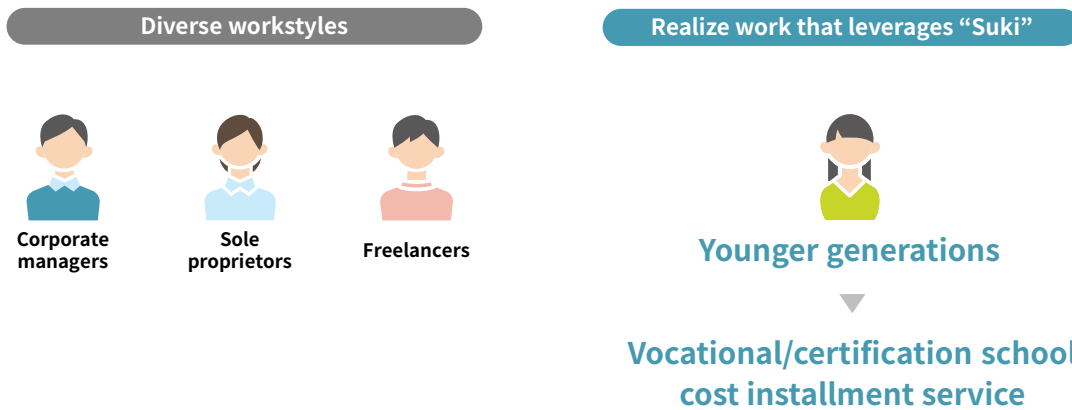 Diverse workstyles
Realize work that leverages “Suki”
Corporate
managers
Sole
proprietors
Freelancers
Younger generations
Vocational/certification school
cost installment service